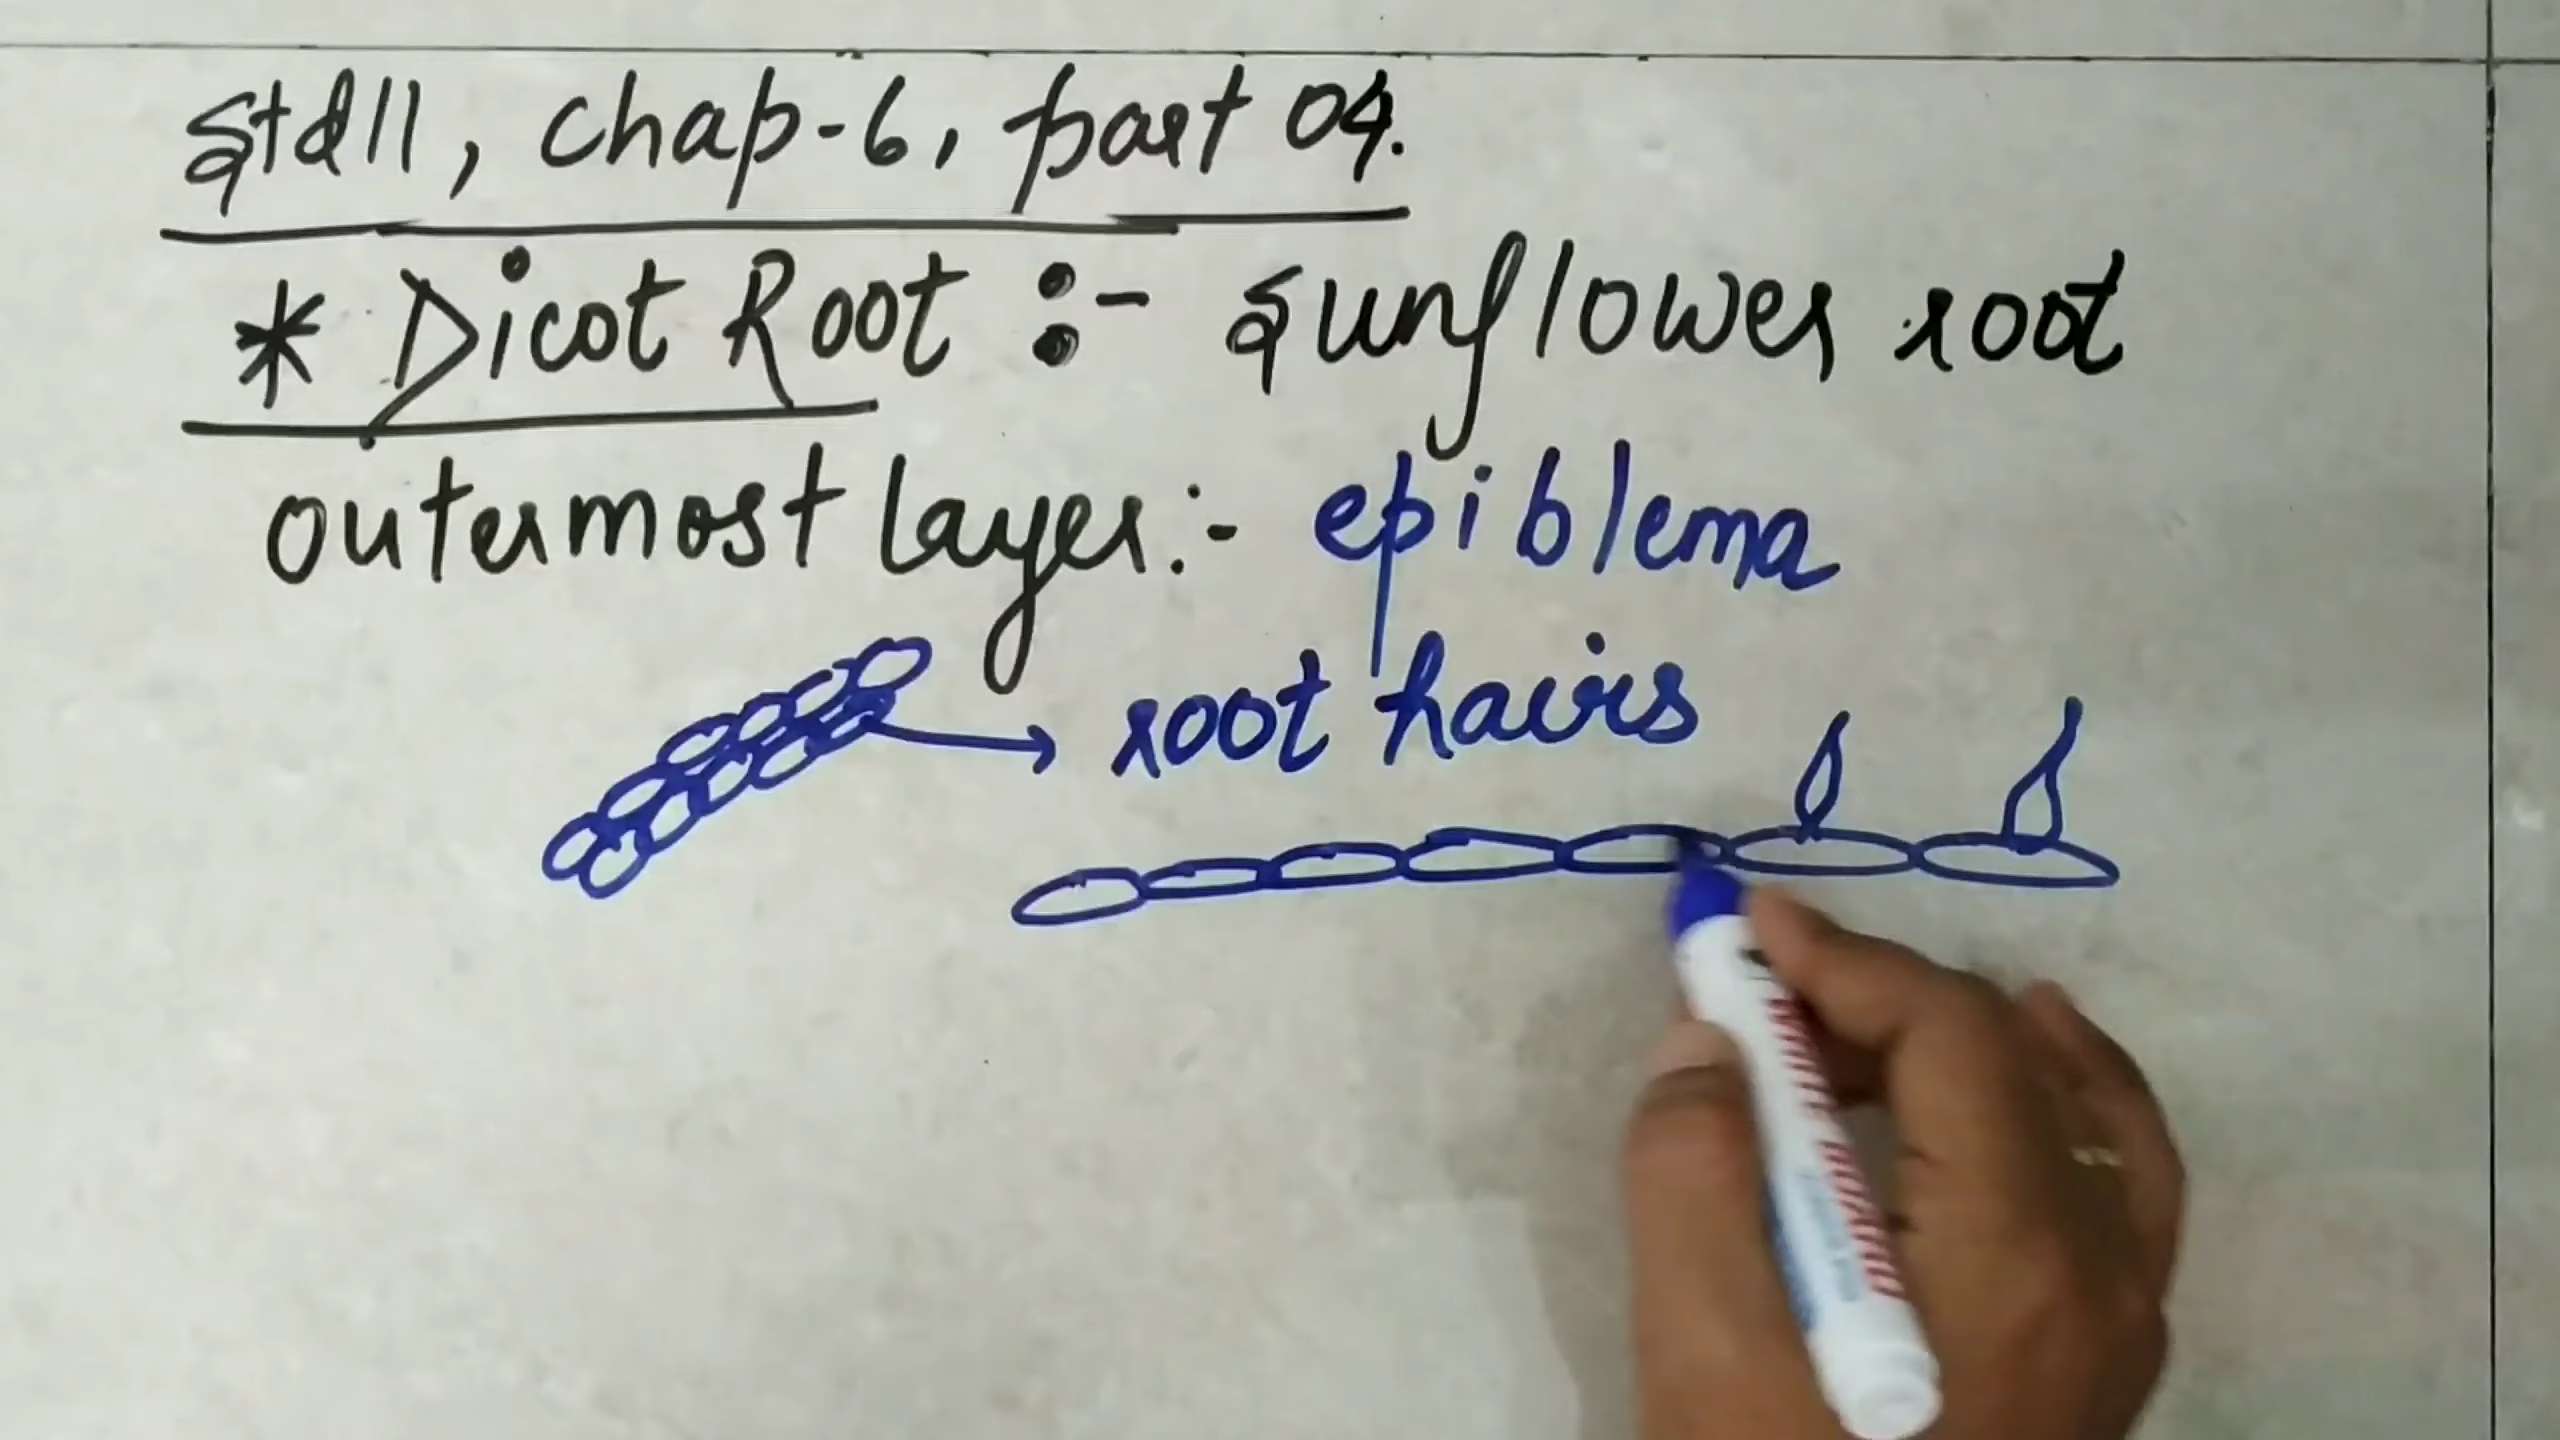 Std11, chap-6, part 04.
* Dicot Root :- sunflower root
outermost layer:- epiblema
root hairs